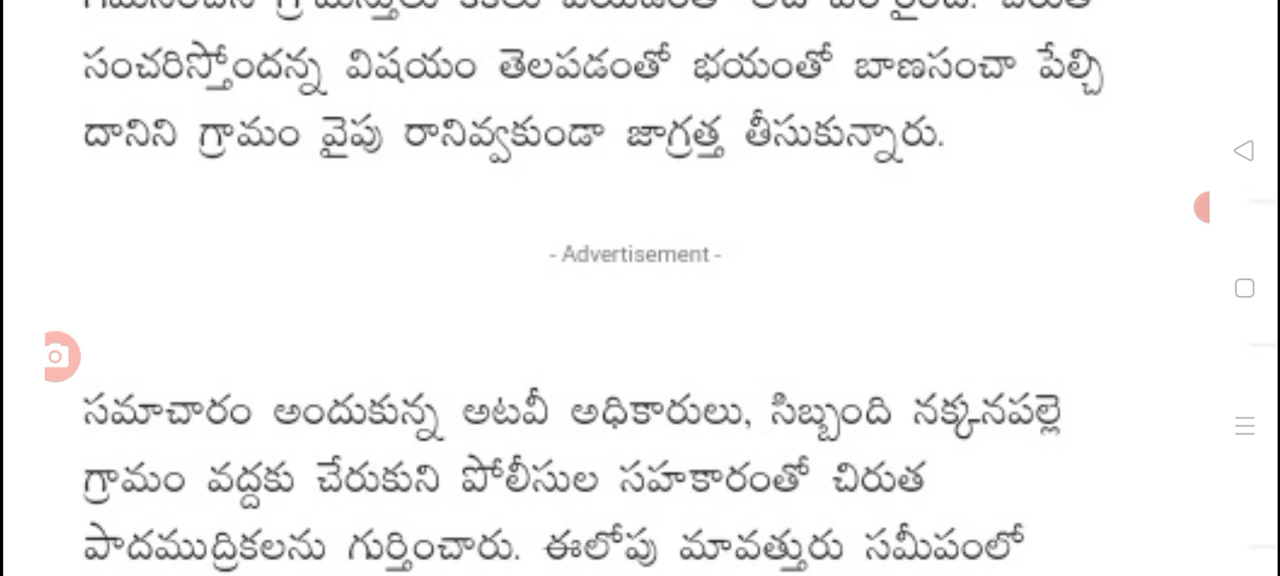 సంచరిస్తోందన్న విషయం తెలపడంతో భయంతో బాణసంచా పేల్చి
దానిని గ్రామం వైపు రానివ్వకుండా జాగ్రత్త తీసుకున్నారు.
- Advertisement -
సమాచారం అందుకున్న అటవీ అధికారులు, సిబ్బంది నక్కనపల్లె
గ్రామం వద్దకు చేరుకుని పోలీసుల సహకారంతో చిరుత
పాదముద్రికలను గుర్తించారు. ఈలోపు మావత్తురు సమీపంలో